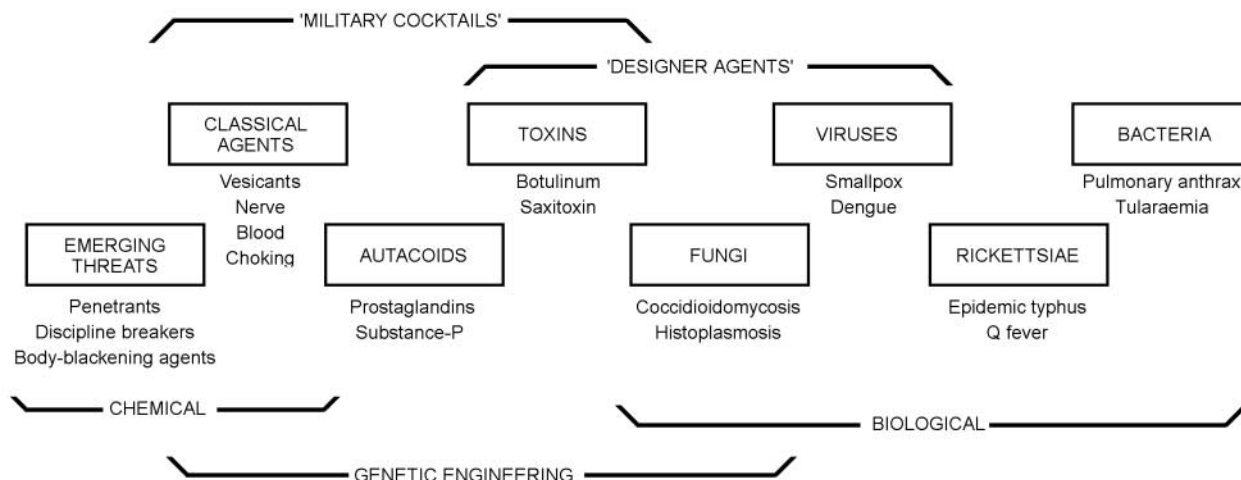 'MILITARY COCKTAILS'
'DESIGNER AGENTS'
CLASSICAL
AGENTS
Vesicants
Nerve
Blood
Choking
TOXINS
Botulinum
Saxitoxin
VIRUSES
Smallpox
Dengue
BACTERIA
Pulmonary anthrax
Tularaemia
EMERGING
THREATS
Penetrants
Discipline breakers
Body-blackening agents
AUTACOIDS
Prostaglandins
Substance-P
FUNGI
Coccidioidomycosis
Histoplasmosis
RICKETTSIAE
Epidemic typhus
Q fever
CHEMICAL
BIOLOGICAL
GENETIC ENGINEERING